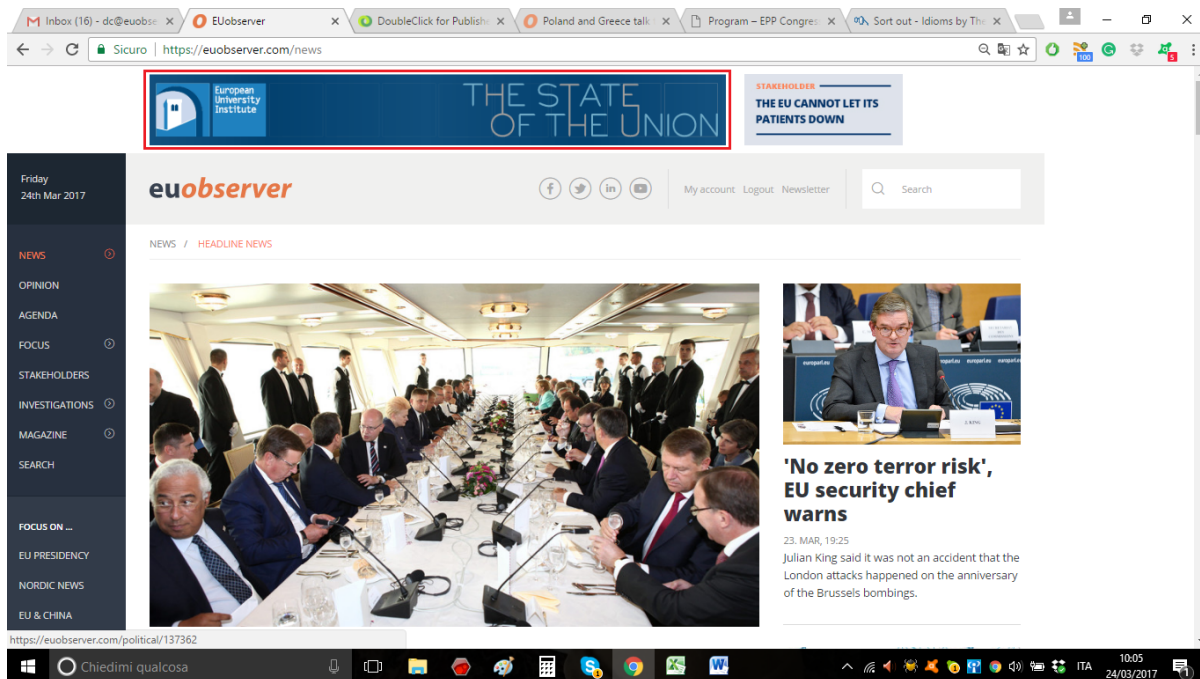 Inbox (16) - dc@euobse
EUobserver
DoubleClick for Publishe
Poland and Greece talk
Program – EPP Congres
Sort out - Idioms by The
Sicuro | https://euobserver.com/news
100
5
European
University
Institute
THE STATE
OF THE UNION
STAKEHOLDER
THE EU CANNOT LET ITS
PATIENTS DOWN
Friday
24th Mar 2017
euobserver
My account Logout Newsletter
Search
NEWS / HEADLINE NEWS
NEWS
OPINION
AGENDA
FOCUS
STAKEHOLDERS
INVESTIGATIONS
MAGAZINE
SEARCH
FOCUS ON ...
EU PRESIDENCY
NORDIC NEWS
EU & CHINA
J. KING
'No zero terror risk',
EU security chief
warns
23. MAR, 19:25
Julian King said it was not an accident that the
London attacks happened on the anniversary
of the Brussels bombings.
https://euobserver.com/political/137362
Chiedimi qualcosa
ITA
10:05
24/03/2017